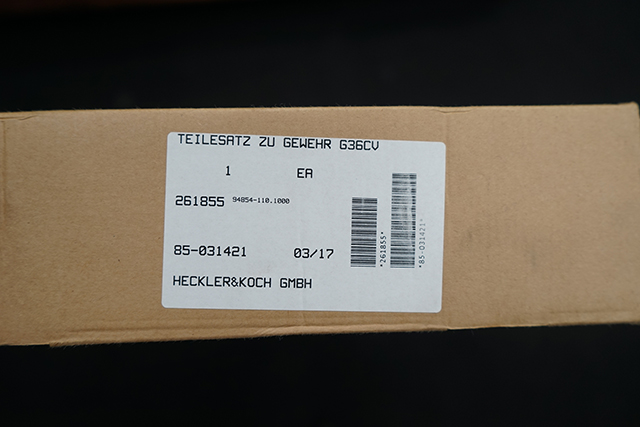 TEILESATZ ZU GEWEHR G36CV
1 EA
261855 94854-110.1000
85-031421 03/17
HECKLER&KOCH GMBH
*261855*
*85-031421*